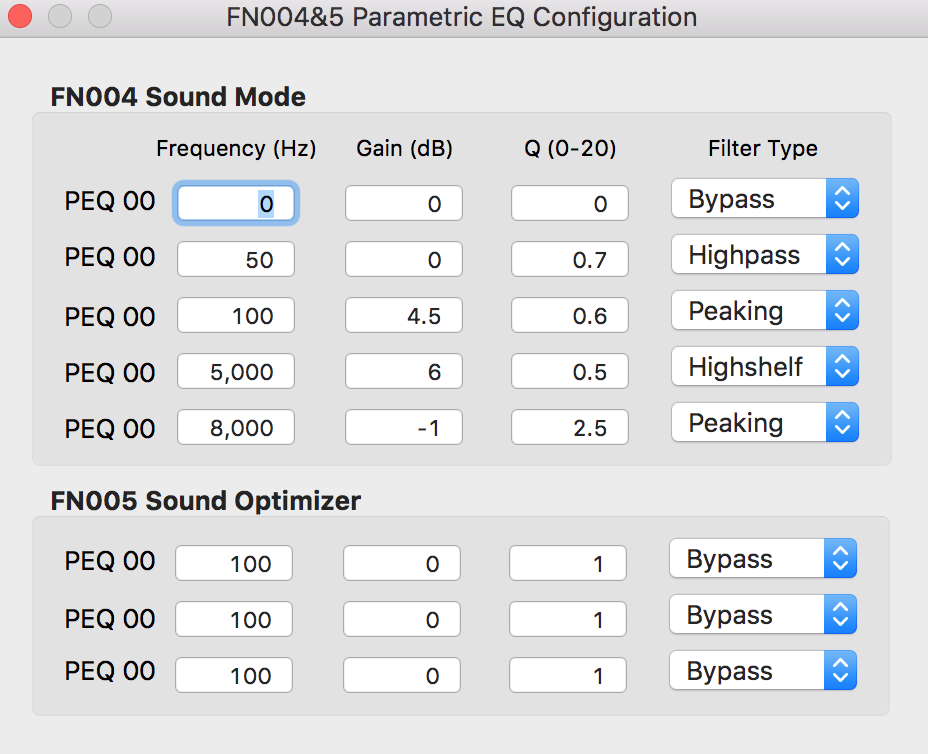 FN004&5 Parametric EQ Configuration
FN004 Sound Mode
Frequency (Hz) Gain (dB) Q (0-20) Filter Type
PEQ 00 0 0 0 Bypass
PEQ 00 50 0 0.7 Highpass
PEQ 00 100 4.5 0.6 Peaking
PEQ 00 5,000 6 0.5 Highshelf
PEQ 00 8,000 -1 2.5 Peaking
FN005 Sound Optimizer
PEQ 00 100 0 1 Bypass
PEQ 00 100 0 1 Bypass
PEQ 00 100 0 1 Bypass